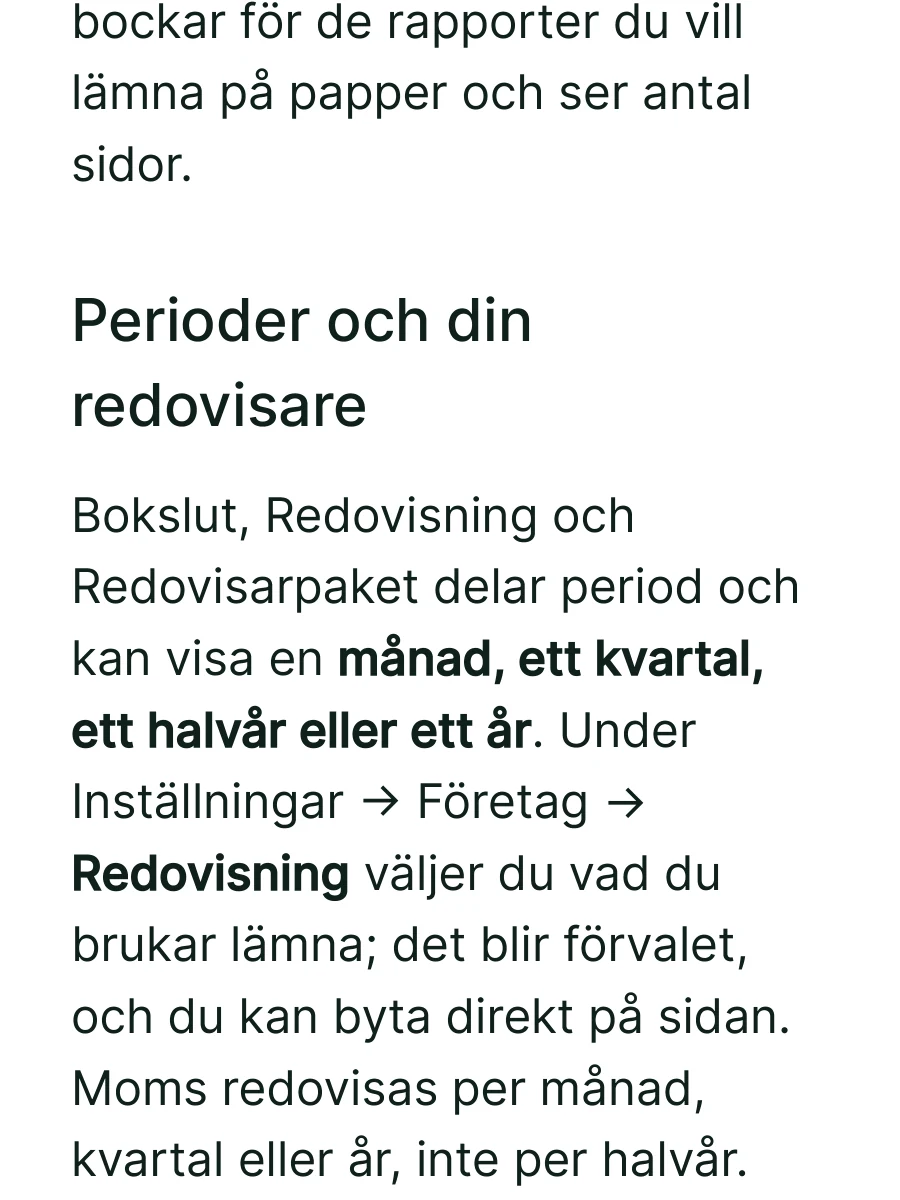 bockar för de rapporter du vill
lämna på papper och ser antal
sidor.
Perioder och din
redovisare
Bokslut, Redovisning och
Redovisarpaket delar period och
kan visa en månad, ett kvartal,
ett halvår eller ett år. Under
Inställningar → Företag →
Redovisning väljer du vad du
brukar lämna; det blir förvalet,
och du kan byta direkt på sidan.
Moms redovisas per månad,
kvartal eller år, inte per halvår.